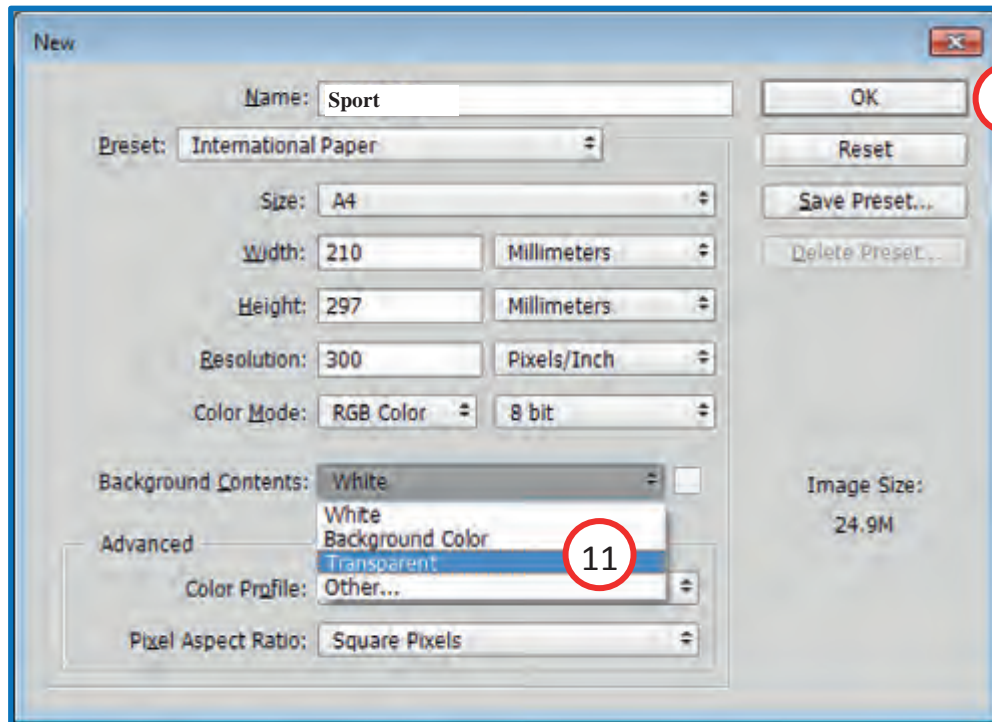 New
Name: Sport
OK
Preset: International Paper
Reset
Size: A4
Save Preset...
Width: 210 Millimeters
Delete Preset...
Height: 297 Millimeters
Resolution: 300 Pixels/Inch
Color Mode: RGB Color 8 bit
Background Contents: White
Image Size:
24.9M
White
Background Color
Transparent
11
Other...
Advanced
Color Profile:
Pixel Aspect Ratio: Square Pixels